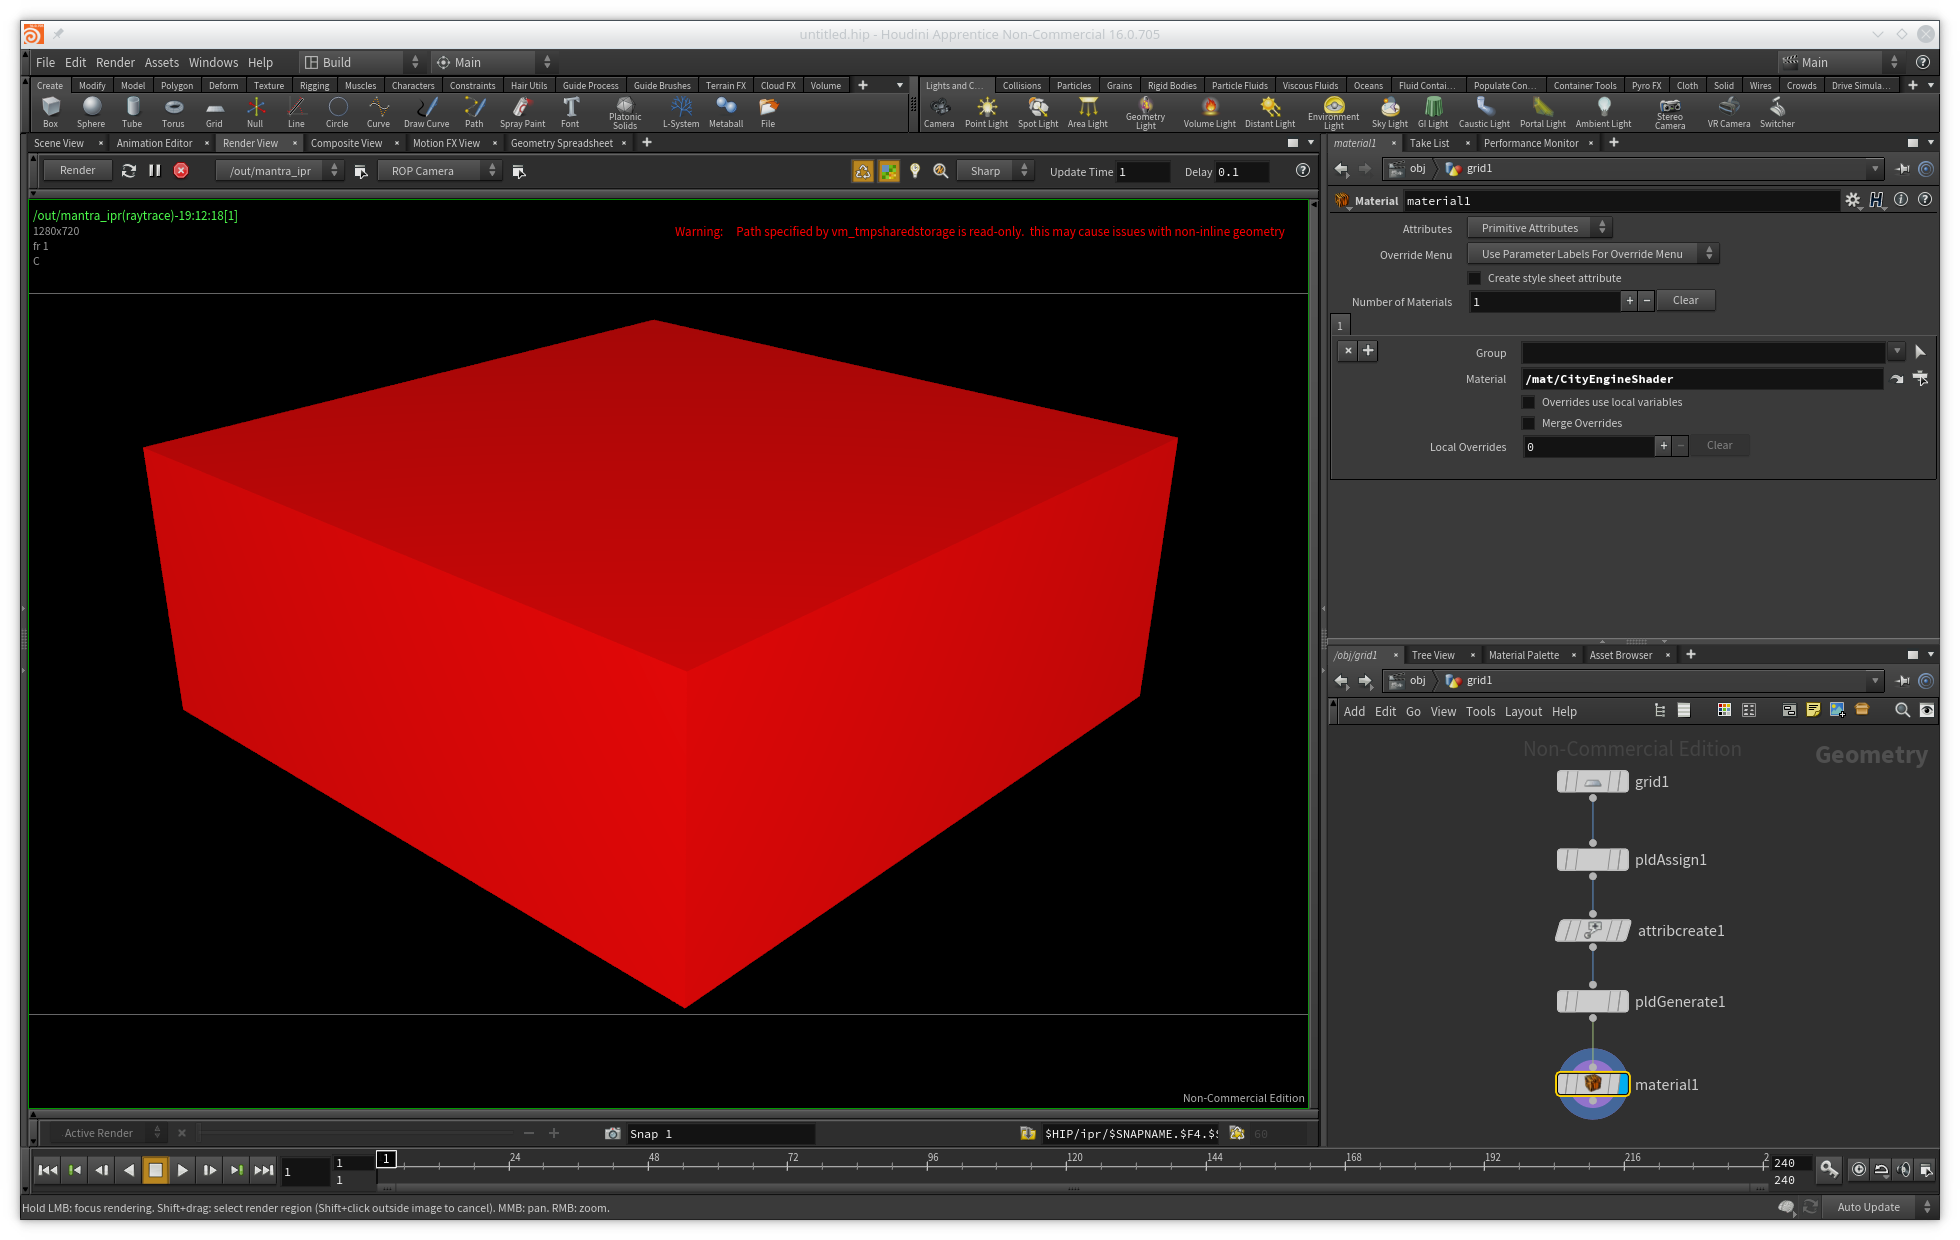 untitled.hip - Houdini Apprentice Non-Commercial 16.0.705
File Edit Render Assets Windows Help Build Main Main
Create Modify Model Polygon Deform Texture Rigging Muscles Characters Constraints Hair Utils Guide Process Guide Brushes Terrain FX Cloud FX Volume
Box Sphere Tube Torus Grid Null Line Circle Curve Draw Curve Path Spray Paint Font Platonic Solids L-System Metaball File
Lights and C... Collisions Particles Grains Rigid Bodies Particle Fluids Viscous Fluids Oceans Fluid Contai... Populate Con... Container Tools Pyro FX Cloth Solid Wires Crowds Drive Simula...
Camera Point Light Spot Light Area Light Geometry Light Volume Light Distant Light Environment Light Sky Light GI Light Caustic Light Portal Light Ambient Light Stereo Camera VR Camera Switcher
Scene View Animation Editor Render View Composite View Motion FX View Geometry Spreadsheet
Render /out/mantra_ipr ROP Camera Sharp Update Time 1 Delay 0.1
/out/mantra_ipr(raytrace)-19:12:18[1]
1280x720
fr 1
C
Warning: Path specified by vm_tmpsharedstorage is read-only, this may cause issues with non-inline geometry
Non-Commercial Edition
Active Render Snap 1 $HIP/ipr/$SNAPNAME.$F4.$ 60
material1 Take List Performance Monitor
obj grid1
Material material1
Attributes Primitive Attributes
Override Menu Use Parameter Labels For Override Menu
Create style sheet attribute
Number of Materials 1 + − Clear
1
Group
Material /mat/CityEngineShader
Overrides use local variables
Merge Overrides
Local Overrides 0 + − Clear
/obj/grid1 Tree View Material Palette Asset Browser
obj grid1
Add Edit Go View Tools Layout Help
Non-Commercial Edition
Geometry
grid1
pldAssign1
attribcreate1
pldGenerate1
material1
1 1 1 1 24 48 72 96 120 144 168 192 216 2 240 240
Hold LMB: focus rendering. Shift+drag: select render region (Shift+click outside image to cancel). MMB: pan. RMB: zoom.
Auto Update